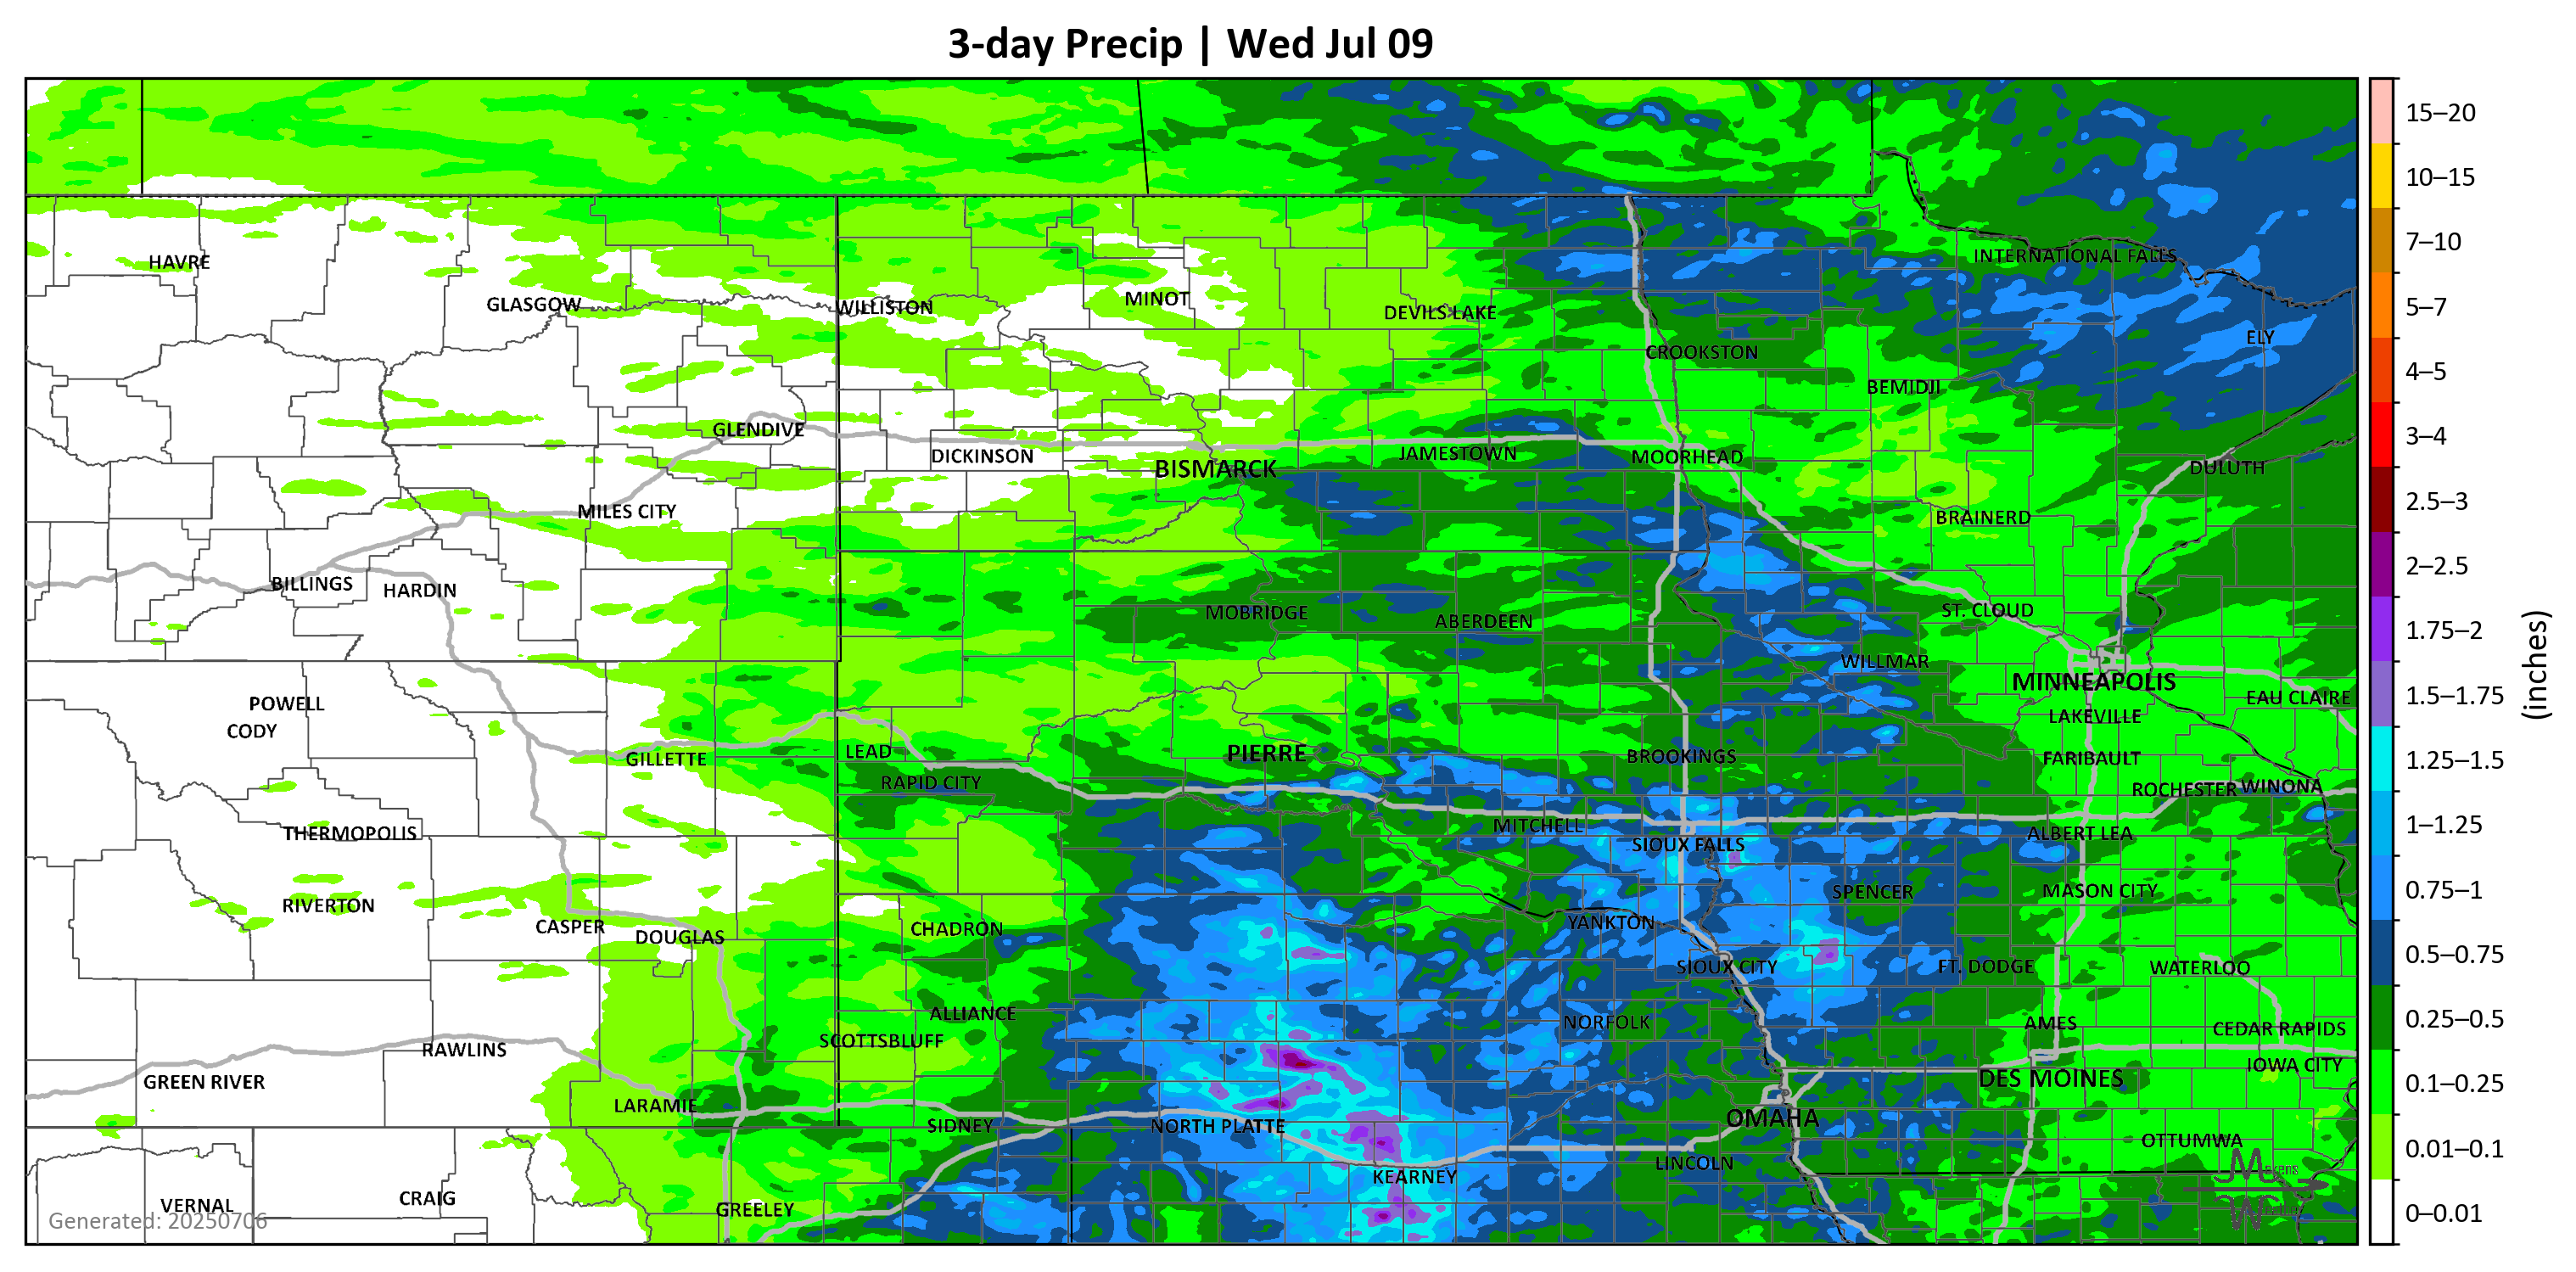 3-day Precip | Wed Jul 09
15–20
10–15
7–10
5–7
4–5
3–4
2.5–3
2–2.5
1.75–2
1.5–1.75
1.25–1.5
1–1.25
0.75–1
0.5–0.75
0.25–0.5
0.1–0.25
0.01–0.1
0–0.01
(inches)
HAVRE
INTERNATIONAL FALLS
GLASGOW
WILLISTON
MINOT
DEVILS LAKE
ELY
CROOKSTON
BEMIDJI
GLENDIVE
DICKINSON
BISMARCK
JAMESTOWN
MOORHEAD
DULUTH
MILES CITY
BRAINERD
BILLINGS
HARDIN
MOBRIDGE
ABERDEEN
ST. CLOUD
WILLMAR
MINNEAPOLIS
EAU CLAIRE
POWELL
CODY
LAKEVILLE
GILLETTE
LEAD
PIERRE
BROOKINGS
FARIBAULT
RAPID CITY
ROCHESTER
WINONA
THERMOPOLIS
MITCHELL
ALBERT LEA
SIOUX FALLS
RIVERTON
SPENCER
MASON CITY
CASPER
DOUGLAS
CHADRON
YANKTON
SIOUX CITY
FT. DODGE
WATERLOO
ALLIANCE
NORFOLK
AMES
CEDAR RAPIDS
SCOTTSBLUFF
RAWLINS
IOWA CITY
GREEN RIVER
DES MOINES
LARAMIE
SIDNEY
NORTH PLATTE
OMAHA
OTTUMWA
LINCOLN
KEARNEY
VERNAL
CRAIG
GREELEY
Generated: 20250706